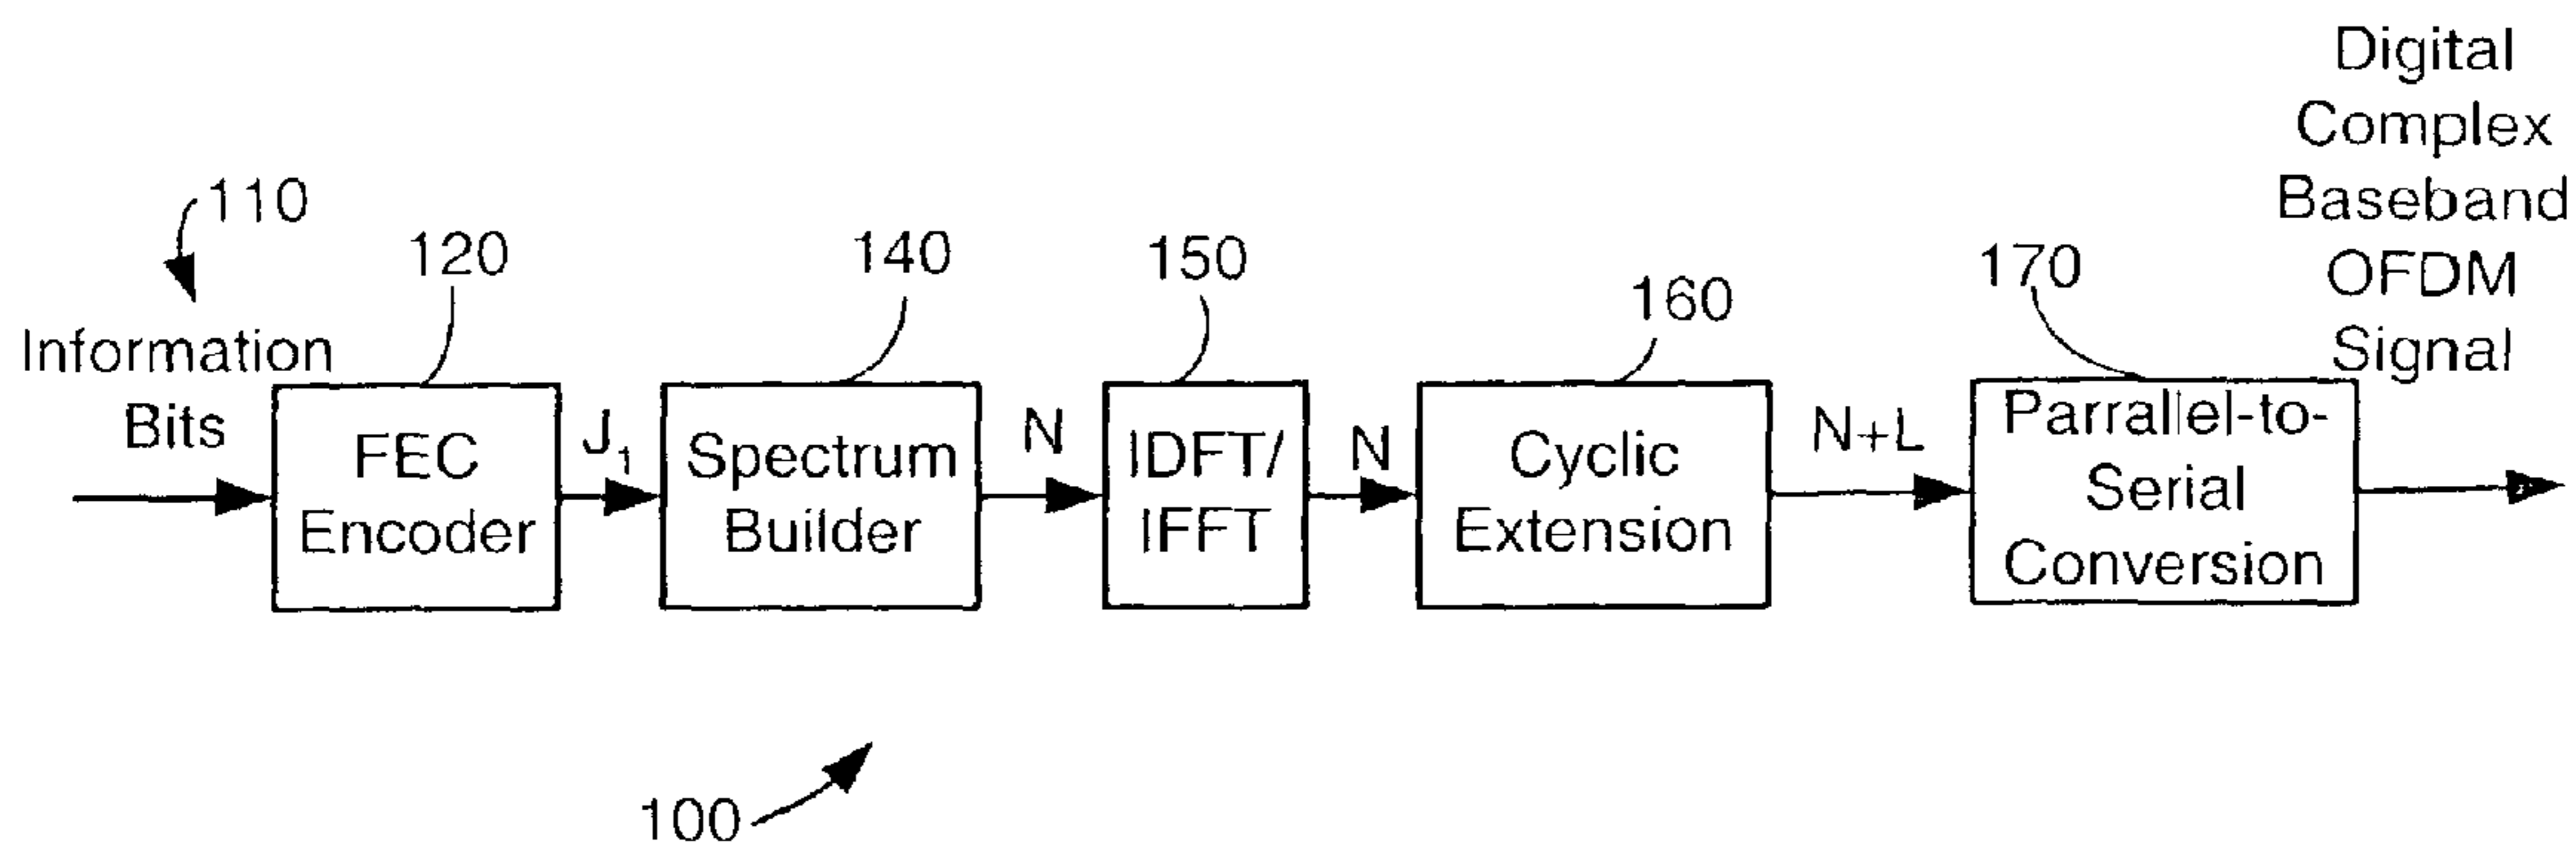 110
Information
Bits
120
FEC
Encoder
J₁
140
Spectrum
Builder
N
150
IDFT/
IFFT
N
160
Cyclic
Extension
N+L
170
Parrallel-to-
Serial
Conversion
Digital
Complex
Baseband
OFDM
Signal
100